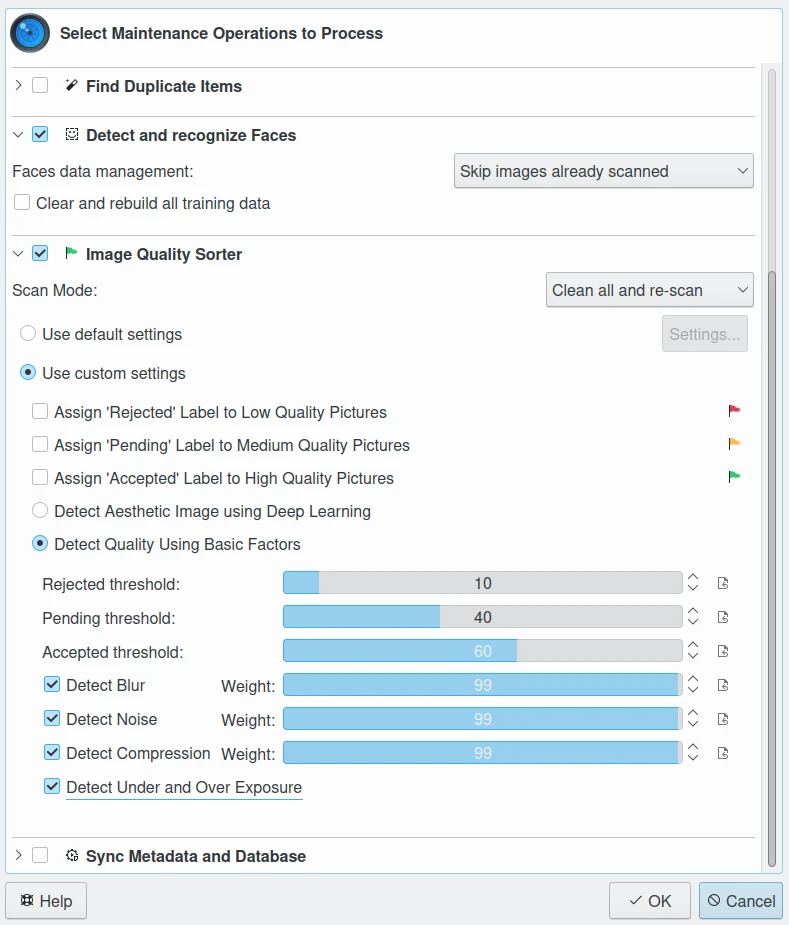 Select Maintenance Operations to Process
Find Duplicate Items
Detect and recognize Faces
Faces data management: Skip images already scanned
Clear and rebuild all training data
Image Quality Sorter
Scan Mode: Clean all and re-scan
Use default settings Settings...
Use custom settings
Assign 'Rejected' Label to Low Quality Pictures
Assign 'Pending' Label to Medium Quality Pictures
Assign 'Accepted' Label to High Quality Pictures
Detect Aesthetic Image using Deep Learning
Detect Quality Using Basic Factors
Rejected threshold: 10
Pending threshold: 40
Accepted threshold: 60
Detect Blur Weight: 99
Detect Noise Weight: 99
Detect Compression Weight: 99
Detect Under and Over Exposure
Sync Metadata and Database
Help OK Cancel